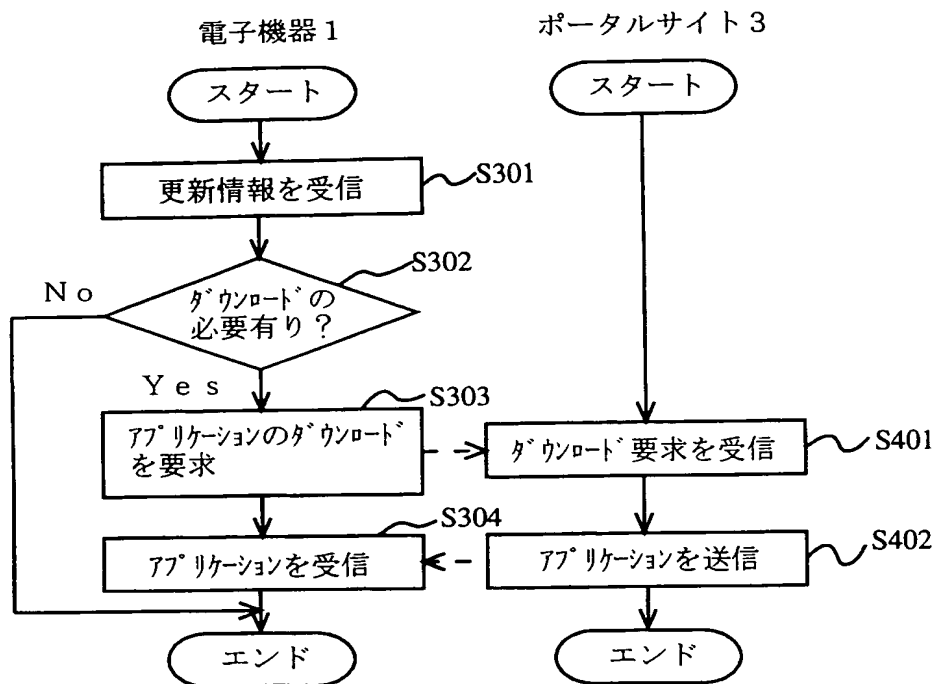 電子機器1
ポータルサイト3
スタート
スタート
更新情報を受信
S301
S302
No
ﾀﾞｳﾝﾛｰﾄﾞの
必要有り?
Yes
S303
ｱﾌﾟﾘｹｰｼｮﾝのﾀﾞｳﾝﾛｰﾄﾞ
を要求
ﾀﾞｳﾝﾛｰﾄﾞ要求を受信
S401
S304
ｱﾌﾟﾘｹｰｼｮﾝを受信
ｱﾌﾟﾘｹｰｼｮﾝを送信
S402
エンド
エンド